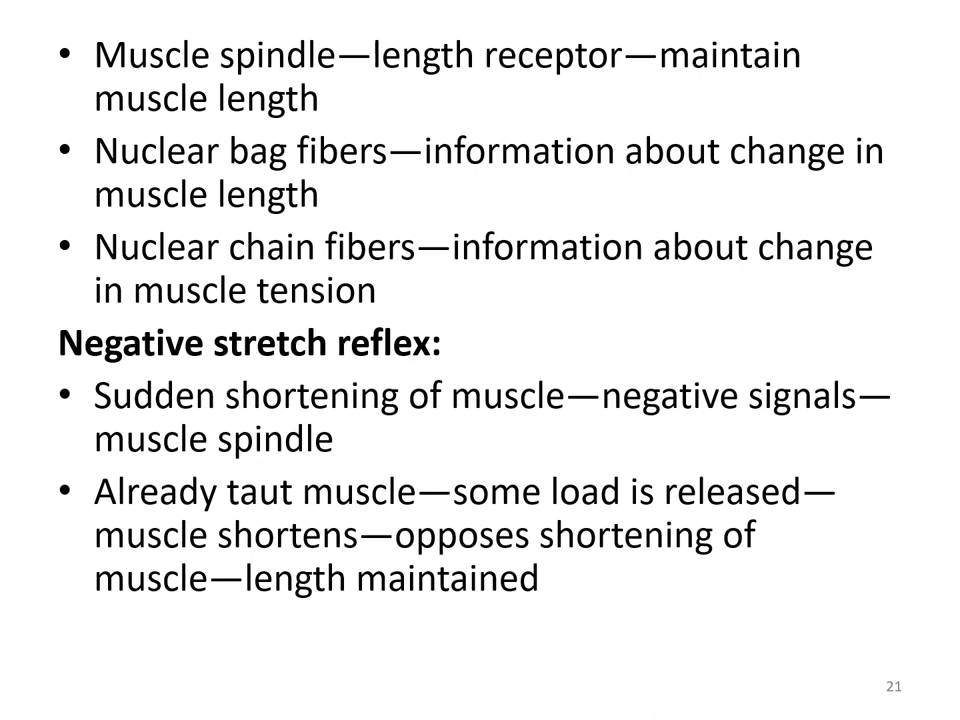 • Muscle spindle—length receptor—maintain
muscle length
• Nuclear bag fibers—information about change in
muscle length
• Nuclear chain fibers—information about change
in muscle tension
Negative stretch reflex:
• Sudden shortening of muscle—negative signals—
muscle spindle
• Already taut muscle—some load is released—
muscle shortens—opposes shortening of
muscle—length maintained
21